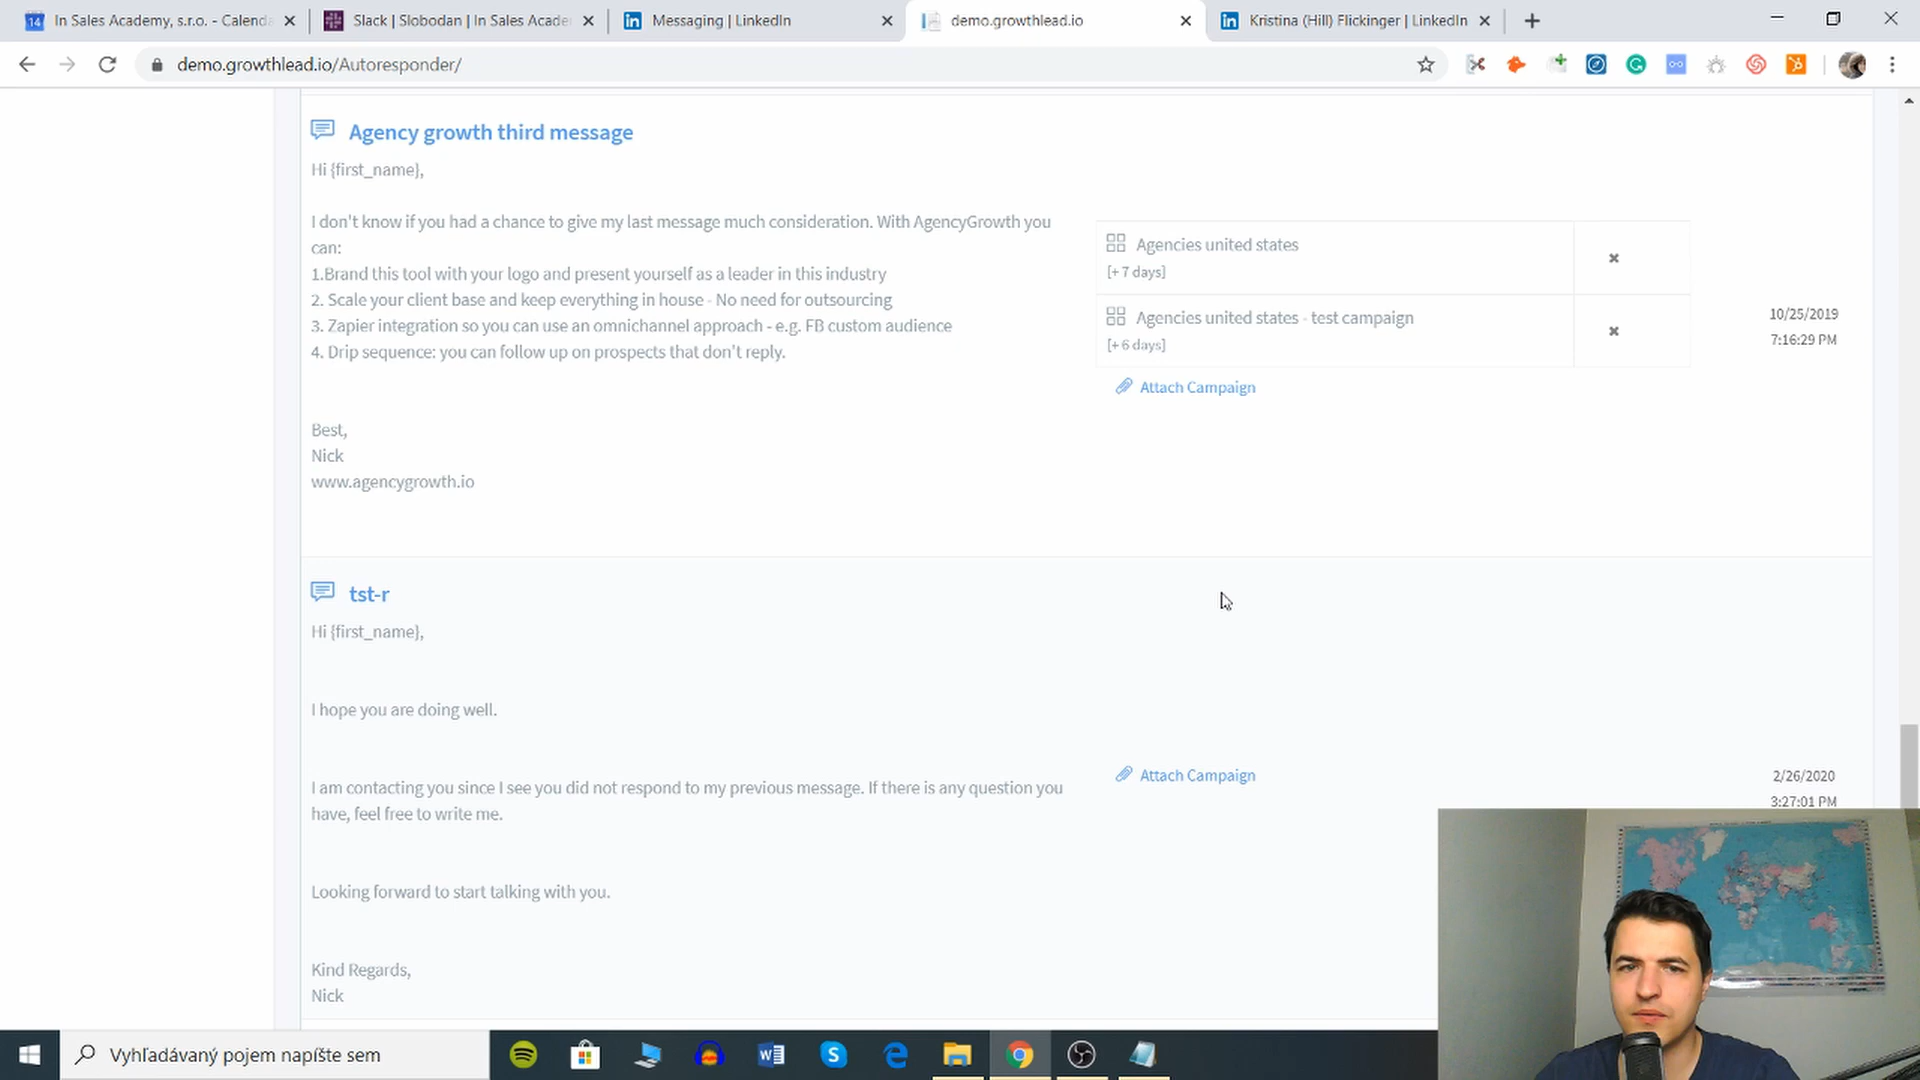 14 In Sales Academy, s.r.o. - Calenda
Slack | Slobodan | In Sales Acade
Messaging | LinkedIn
demo.growthlead.io
Kristina (Hill) Flickinger | LinkedIn
demo.growthlead.io/Autoresponder/
Agency growth third message
Hi {first_name},
I don't know if you had a chance to give my last message much consideration. With AgencyGrowth you
can:
1.Brand this tool with your logo and present yourself as a leader in this industry
2. Scale your client base and keep everything in house - No need for outsourcing
3. Zapier integration so you can use an omnichannel approach - e.g. FB custom audience
4. Drip sequence: you can follow up on prospects that don't reply.
Best,
Nick
www.agencygrowth.io
Agencies united states
[+ 7 days]
Agencies united states - test campaign
[+ 6 days]
Attach Campaign
10/25/2019
7:16:29 PM
tst-r
Hi {first_name},
I hope you are doing well.
I am contacting you since I see you did not respond to my previous message. If there is any question you
have, feel free to write me.
Looking forward to start talking with you.
Kind Regards,
Nick
Attach Campaign
2/26/2020
3:27:01 PM
Vyhľadávaný pojem napíšte sem